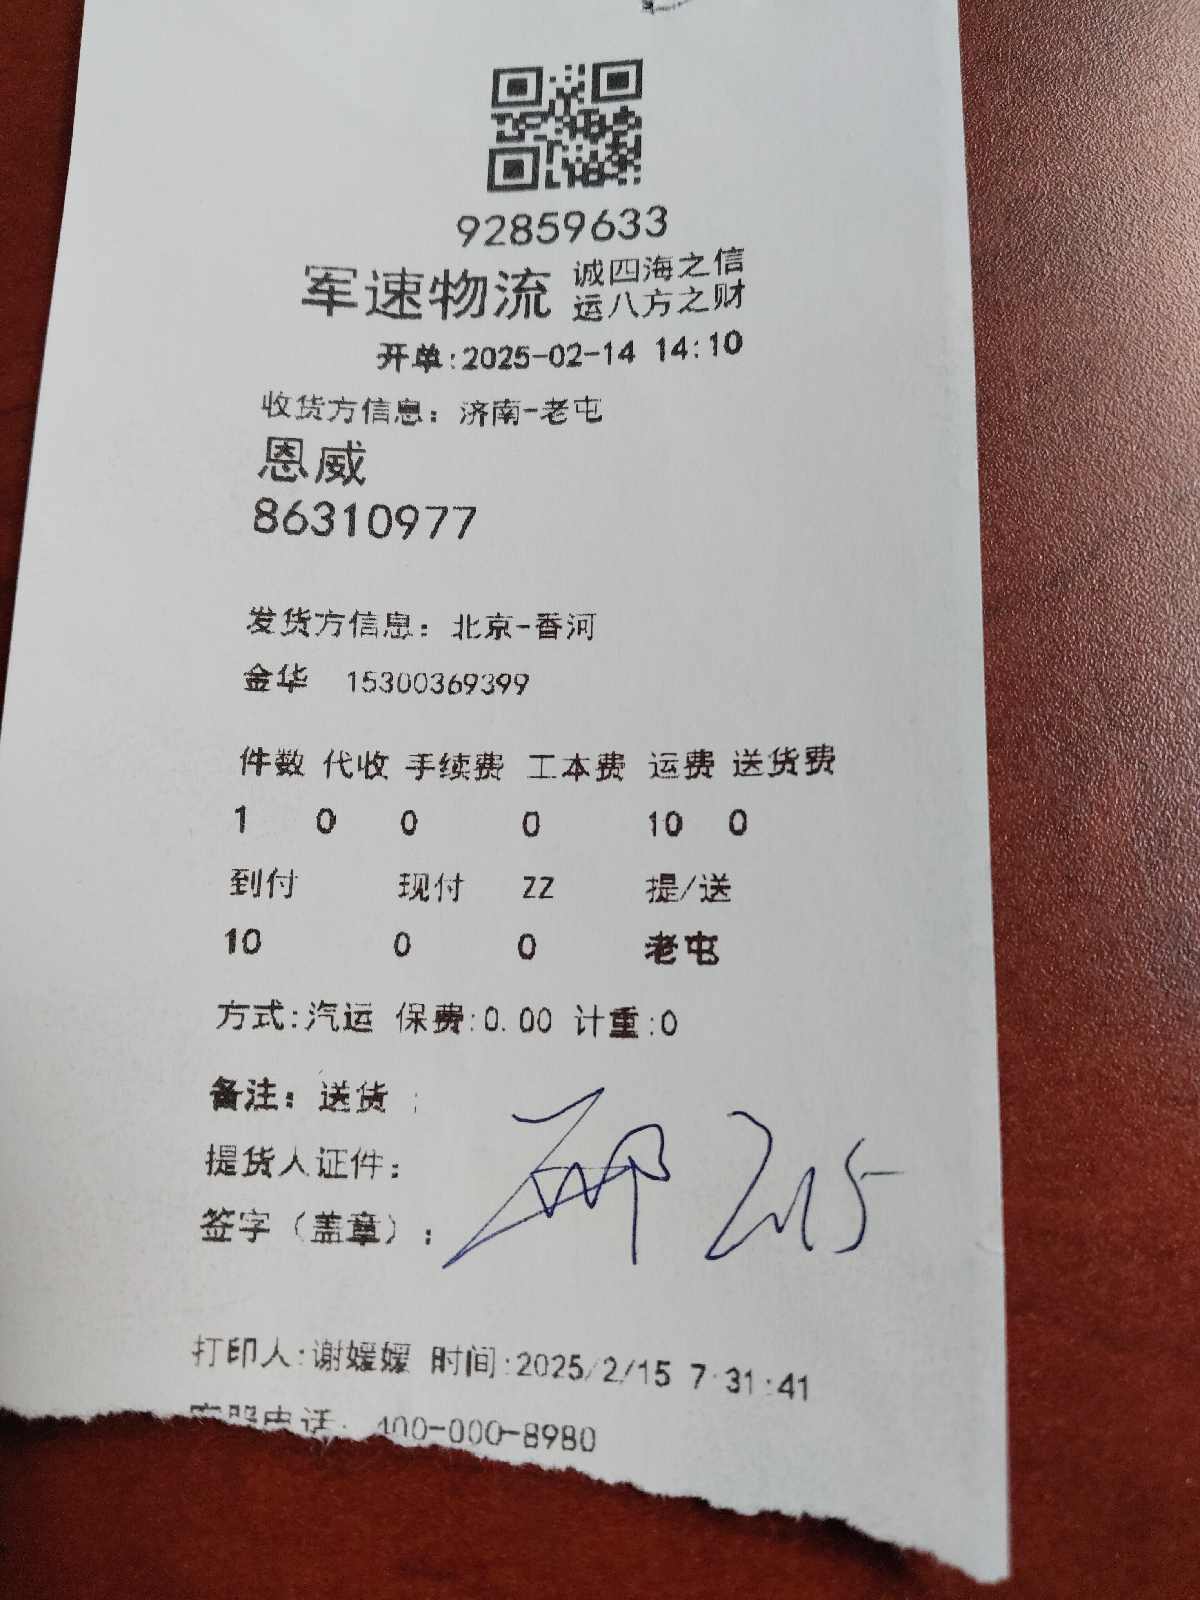 92859633
军速物流 诚四海之信
运八方之财
开单:2025-02-14 14:10
收货方信息: 济南-老屯
恩威
86310977
发货方信息: 北京-香河
金华 15300369399
件数 代收 手续费 工本费 运费 送货费
1 0 0 0 10 0
到付 现付 ZZ 提/送
10 0 0 老屯
方式:汽运 保费:0.00 计重:0
备注: 送货 ;
提货人证件:
签字(盖章):
2.15
打印人:谢媛媛 时间:2025/2/15 7:31:41
客服电话: 400-000-8980